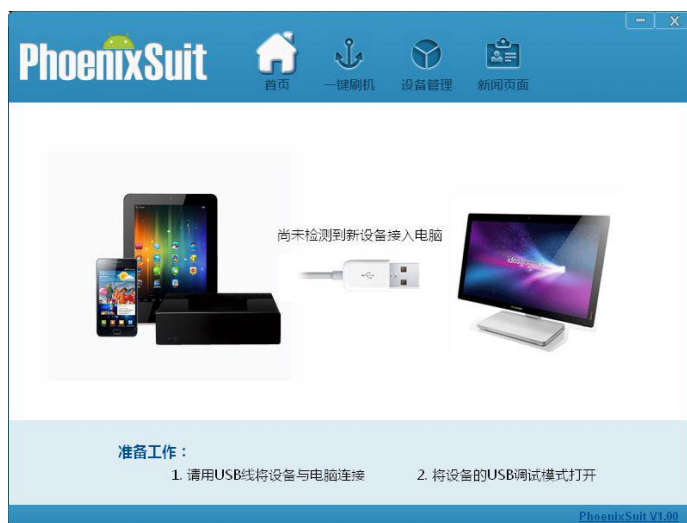 PhoenixSuit
首页
一键刷机
设备管理
新闻页面
尚未检测到新设备接入电脑
准备工作：
1. 请用USB线将设备与电脑连接
2. 将设备的USB调试模式打开
PhoenixSuit V1.00